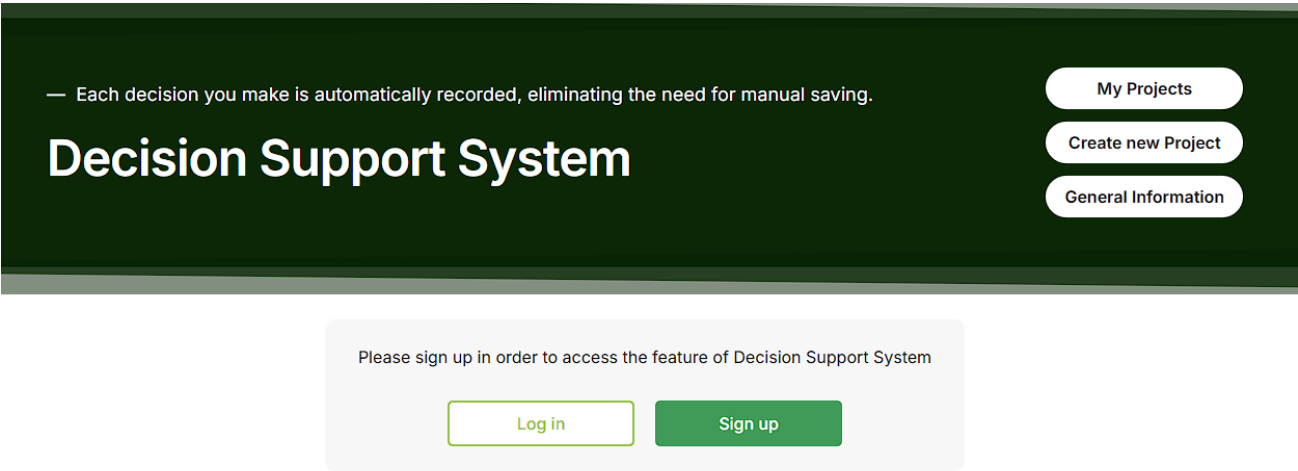 — Each decision you make is automatically recorded, eliminating the need for manual saving.
Decision Support System
My Projects
Create new Project
General Information
Please sign up in order to access the feature of Decision Support System
Log in
Sign up